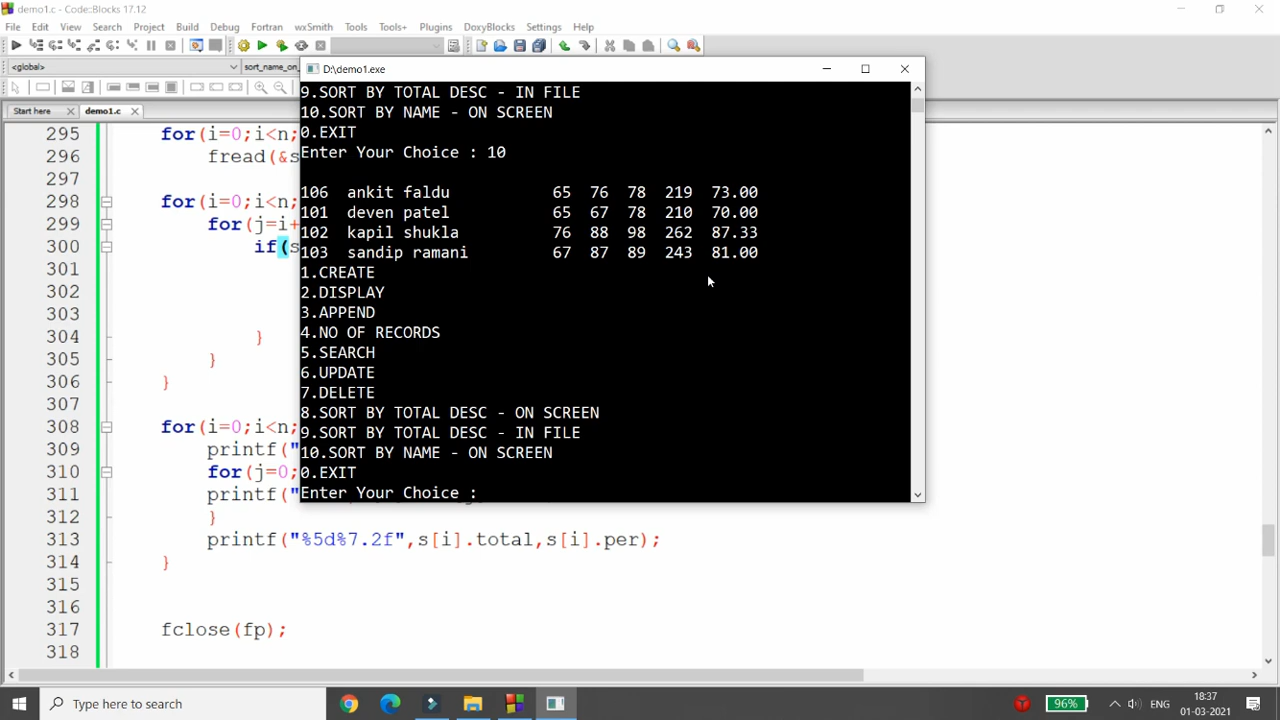 demo1.c - Code::Blocks 17.12
File Edit View Search Project Build Debug Fortran wxSmith Tools Tools+ Plugins DoxyBlocks Settings Help
<global>
sort_name_on_
Start here
demo1.c
D:\demo1.exe
9.SORT BY TOTAL DESC - IN FILE
10.SORT BY NAME - ON SCREEN
0.EXIT
Enter Your Choice : 10
106 ankit faldu 65 76 78 219 73.00
101 deven patel 65 67 78 210 70.00
102 kapil shukla 76 88 98 262 87.33
103 sandip ramani 67 87 89 243 81.00
1.CREATE
2.DISPLAY
3.APPEND
4.NO OF RECORDS
5.SEARCH
6.UPDATE
7.DELETE
8.SORT BY TOTAL DESC - ON SCREEN
9.SORT BY TOTAL DESC - IN FILE
10.SORT BY NAME - ON SCREEN
0.EXIT
Enter Your Choice :
295 for(i=0;i<n;
296 fread(&s
297
298 for(i=0;i<n;
299 for(j=i+
300 if(s
301
302
303
304 }
305 }
306 }
307
308 for(i=0;i<n;
309 printf("
310 for(j=0;
311 printf("
312 }
313 printf("%5d%7.2f",s[i].total,s[i].per);
314 }
315
316
317 fclose(fp);
318
Type here to search
96%
ENG
18:37
01-03-2021